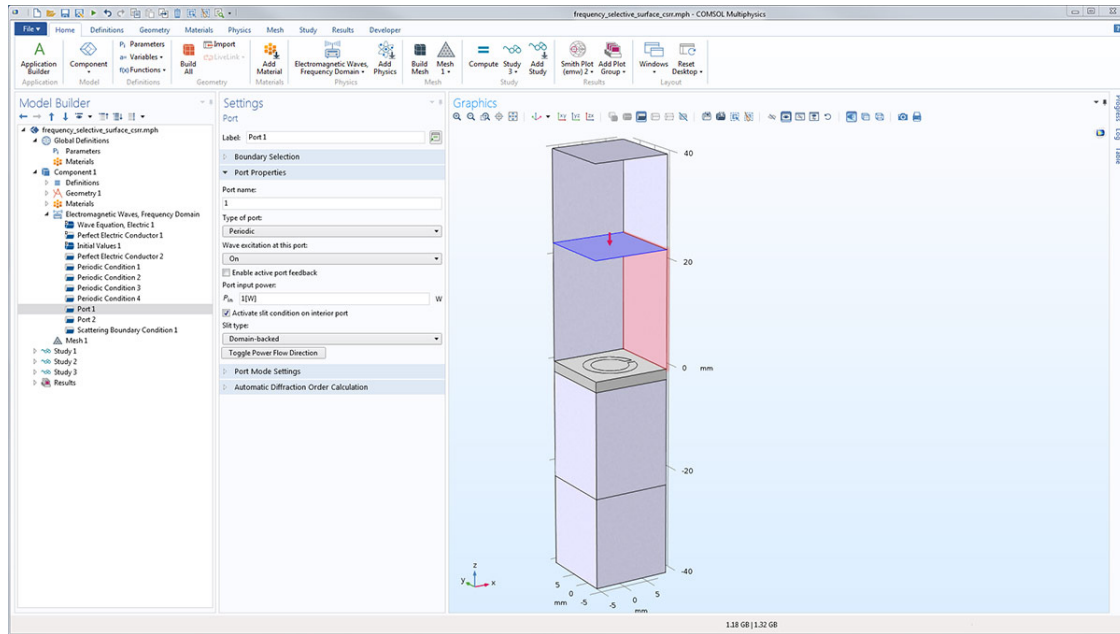 frequency_selective_surface_csrr.mph - COMSOL Multiphysics
File Home Definitions Geometry Materials Physics Mesh Study Results Developer
Application Builder
Component
Pi Parameters
a= Variables
f(x) Functions
Build All
Import
LiveLink
Add Material
Electromagnetic Waves, Frequency Domain
Add Physics
Build Mesh
Mesh 1
Compute
Study 3
Add Study
Smith Plot (emw) 2
Add Plot Group
Windows
Reset Desktop
Application Model Definitions Geometry Materials Physics Mesh Study Results Layout
Model Builder
frequency_selective_surface_csrr.mph
Global Definitions
Pi Parameters
Materials
Component 1
Definitions
Geometry 1
Materials
Electromagnetic Waves, Frequency Domain
Wave Equation, Electric 1
Perfect Electric Conductor 1
Initial Values 1
Perfect Electric Conductor 2
Periodic Condition 1
Periodic Condition 2
Periodic Condition 3
Periodic Condition 4
Port 1
Port 2
Scattering Boundary Condition 1
Mesh 1
Study 1
Study 2
Study 3
Results
Settings
Port
Label: Port 1
Boundary Selection
Port Properties
Port name:
1
Type of port:
Periodic
Wave excitation at this port:
On
Enable active port feedback
Port input power:
Pin 1[W] W
Activate slit condition on interior port
Slit type:
Domain-backed
Toggle Power Flow Direction
Port Mode Settings
Automatic Diffraction Order Calculation
Graphics
40
20
0 mm
-20
-40
z
y x
5
0
mm -5
-5 0 5
mm
Progress Log Table
1.18 GB | 1.32 GB